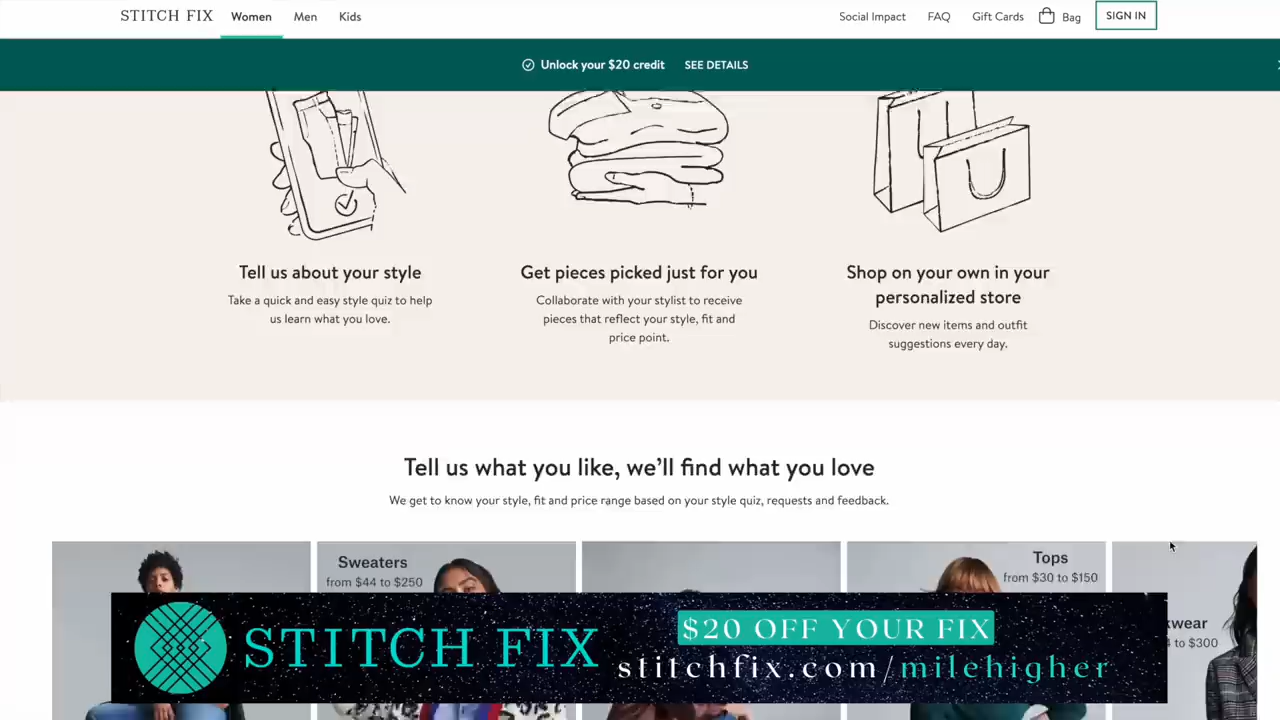 STITCH FIX Women Men Kids Social Impact FAQ Gift Cards Bag SIGN IN
Unlock your $20 credit SEE DETAILS
Tell us about your style
Take a quick and easy style quiz to help
us learn what you love.
Get pieces picked just for you
Collaborate with your stylist to receive
pieces that reflect your style, fit and
price point.
Shop on your own in your
personalized store
Discover new items and outfit
suggestions every day.
Tell us what you like, we'll find what you love
We get to know your style, fit and price range based on your style quiz, requests and feedback.
Sweaters
from $44 to $250
Tops
from $30 to $150
to $300
STITCH FIX
$20 OFF YOUR FIX
stitchfix.com/milehigher